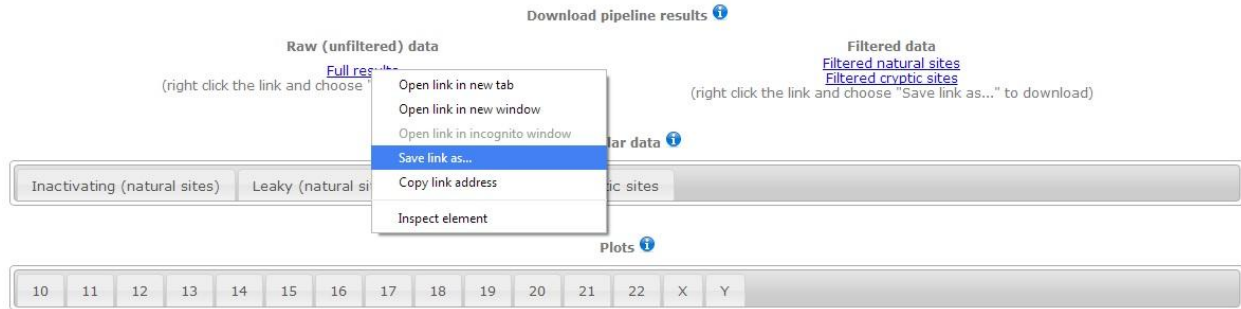 Download pipeline results
Raw (unfiltered) data
Full results
(right click the link and choose "
Filtered data
Filtered natural sites
Filtered cryptic sites
(right click the link and choose "Save link as..." to download)
Open link in new tab
Open link in new window
Open link in incognito window
Save link as...
Copy link address
Inspect element
data
Inactivating (natural sites) Leaky (natural sites
Plots
10 11 12 13 14 15 16 17 18 19 20 21 22 X Y